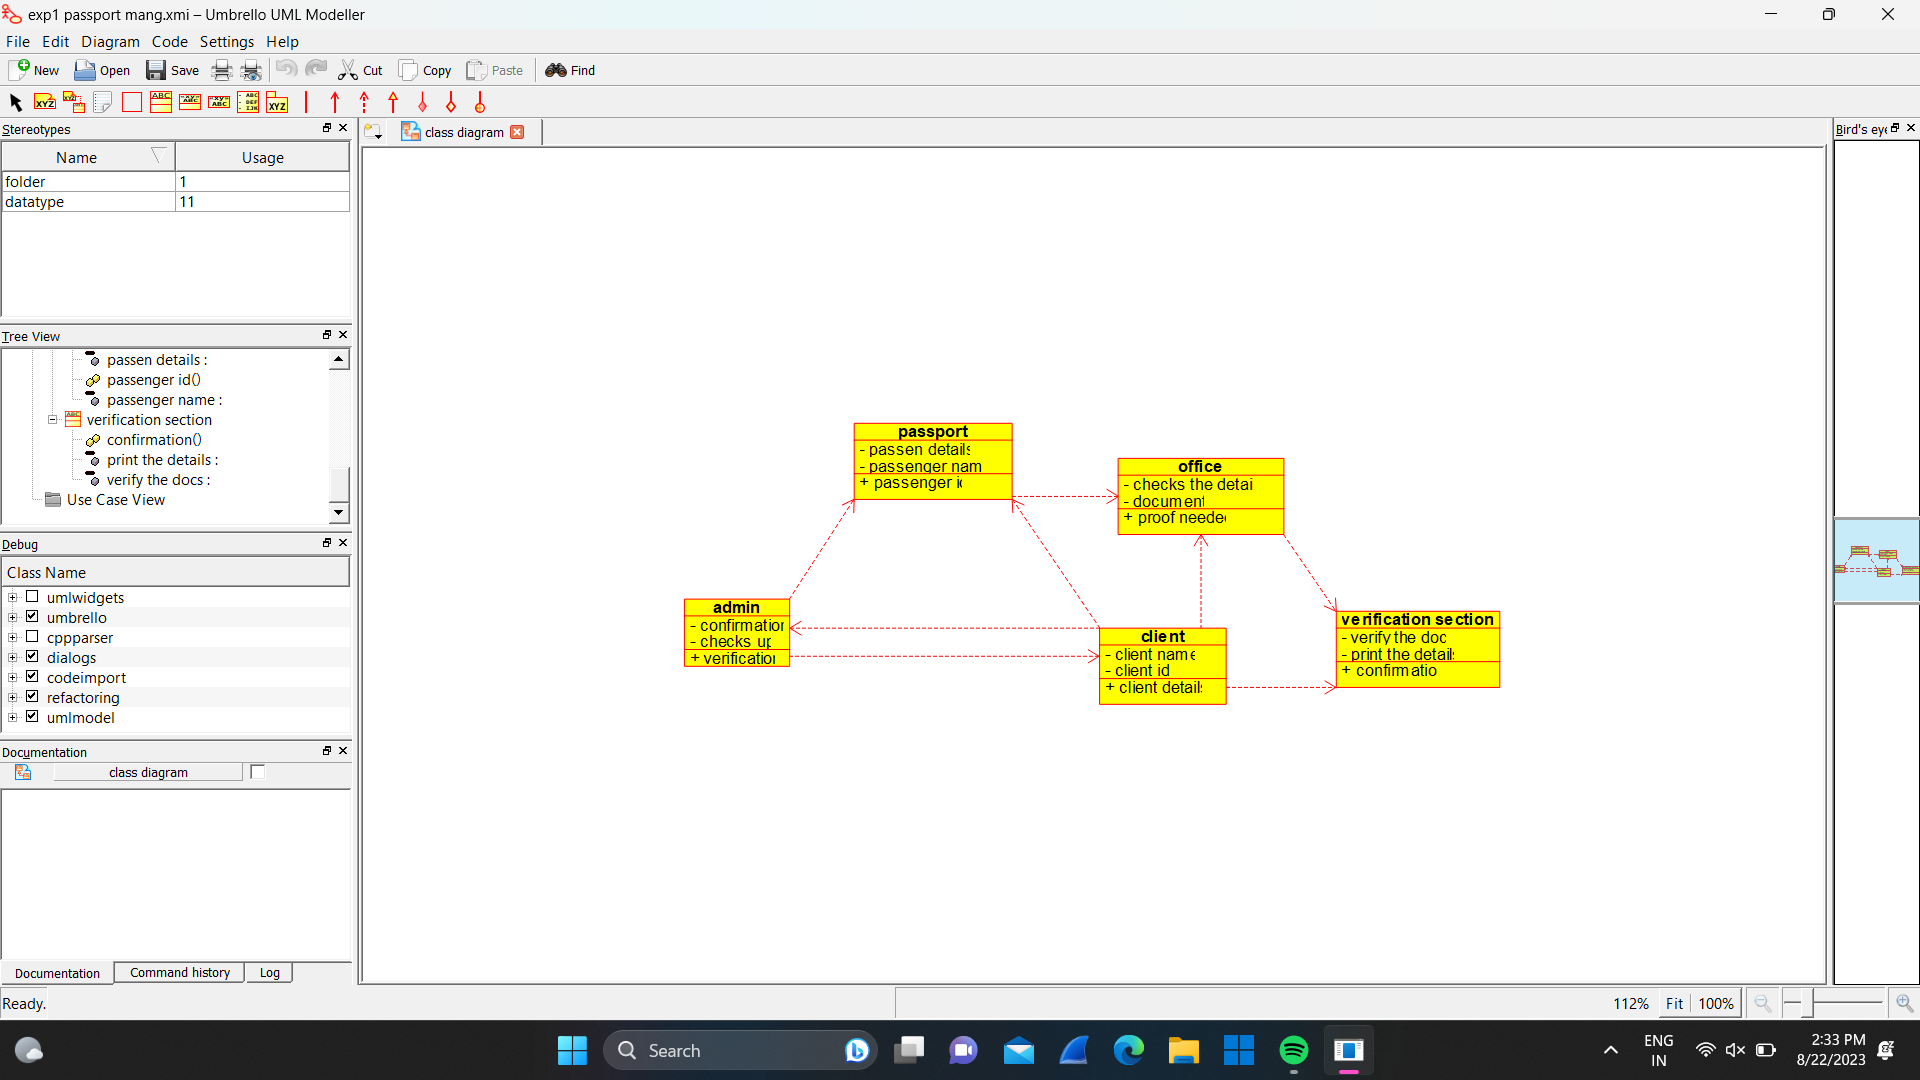 exp1 passport mang.xmi – Umbrello UML Modeller
File Edit Diagram Code Settings Help
New Open Save Cut Copy Paste Find
Stereotypes
Name Usage
folder 1
datatype 11
Tree View
passen details :
passenger id()
passenger name :
verification section
confirmation()
print the details :
verify the docs :
Use Case View
Debug
Class Name
umlwidgets
umbrello
cppparser
dialogs
codeimport
refactoring
umlmodel
Documentation
class diagram
Documentation Command history Log
Ready.
class diagram
passport
- passen details
- passenger nam
+ passenger i
office
- checks the detai
- document
+ proof neede
admin
- confirmation
- checks up
+ verification
client
- client name
- client id
+ client details
verification section
- verify the doc
- print the details
+ confirmatio
Bird's eye
112% Fit 100%
Search
ENG
IN
2:33 PM
8/22/2023